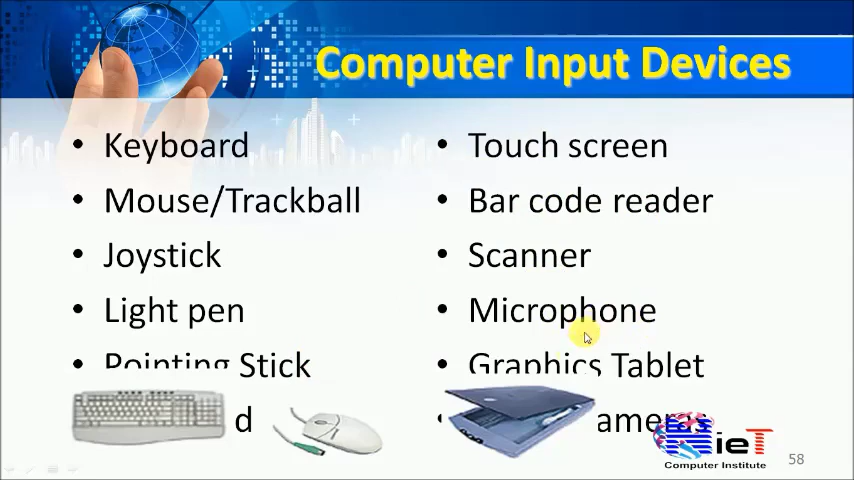 Computer Input Devices
• Keyboard
• Mouse/Trackball
• Joystick
• Light pen
• Pointing Stick
d
• Touch screen
• Bar code reader
• Scanner
• Microphone
• Graphics Tablet
ameras
ieT
Computer Institute
58